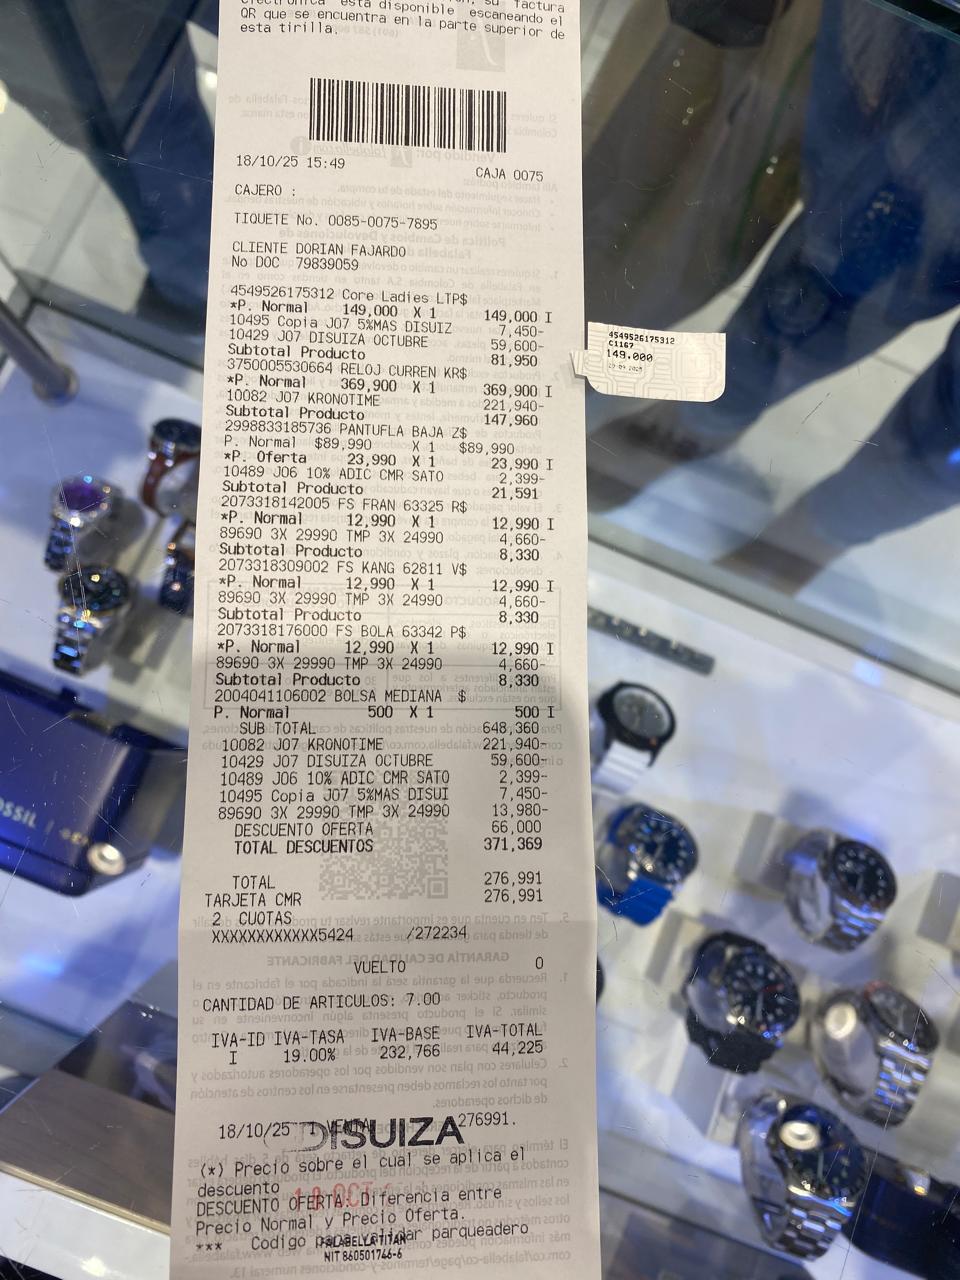 electrónica está disponible escaneando el
QR que se encuentra en la parte superior de
esta tirilla.
18/10/25 15:49 CAJA 0075
CAJERO :
TIQUETE No. 0085-0075-7895
CLIENTE DORIAN FAJARDO
No DOC 79839059
4549526175312 Core Ladies LTP$
*P. Normal 149,000 X 1 149,000 I
10495 Copia J07 5%MAS DISUIZ 7,450-
10429 J07 DISUIZA OCTUBRE 59,600-
Subtotal Producto 81,950
3750005530664 RELOJ CURREN KR$
*P. Normal 369,900 X 1 369,900 I
10082 J07 KRONOTIME 221,940-
Subtotal Producto 147,960
2998833185736 PANTUFLA BAJA Z$
P. Normal $89,990 X 1 $89,990
*P. Oferta 23,990 X 1 23,990 I
10489 J06 10% ADIC CMR SATO 2,399-
Subtotal Producto 21,591
2073318142005 FS FRAN 63325 R$
*P. Normal 12,990 X 1 12,990 I
89690 3X 29990 TMP 3X 24990 4,660-
Subtotal Producto 8,330
2073318309002 FS KANG 62811 V$
*P. Normal 12,990 X 1 12,990 I
89690 3X 29990 TMP 3X 24990 4,660-
Subtotal Producto 8,330
2073318176000 FS BOLA 63342 P$
*P. Normal 12,990 X 1 12,990 I
89690 3X 29990 TMP 3X 24990 4,660-
Subtotal Producto 8,330
2004041106002 BOLSA MEDIANA $
P. Normal 500 X 1 500 I
SUB TOTAL 648,360
10082 J07 KRONOTIME 221,940-
10429 J07 DISUIZA OCTUBRE 59,600-
10489 J06 10% ADIC CMR SATO 2,399-
10495 Copia J07 5%MAS DISUI 7,450-
89690 3X 29990 TMP 3X 24990 13,980-
DESCUENTO OFERTA 66,000
TOTAL DESCUENTOS 371,369
TOTAL 276,991
TARJETA CMR 276,991
2 CUOTAS
XXXXXXXXXXXX5424 /272234
VUELTO 0
CANTIDAD DE ARTICULOS: 7.00
IVA-ID IVA-TASA IVA-BASE IVA-TOTAL
I 19.00% 232,766 44,225
18/10/25 1 VENTA 276991.
DISUIZA
(*) Precio sobre el cual se aplica el
descuento
DESCUENTO OFERTA: Diferencia entre
Precio Normal y Precio Oferta.
*** Codigo para validar parqueadero
FALABELLA TITAN
NIT 860501746-6
4549526175312
C1167
149.000